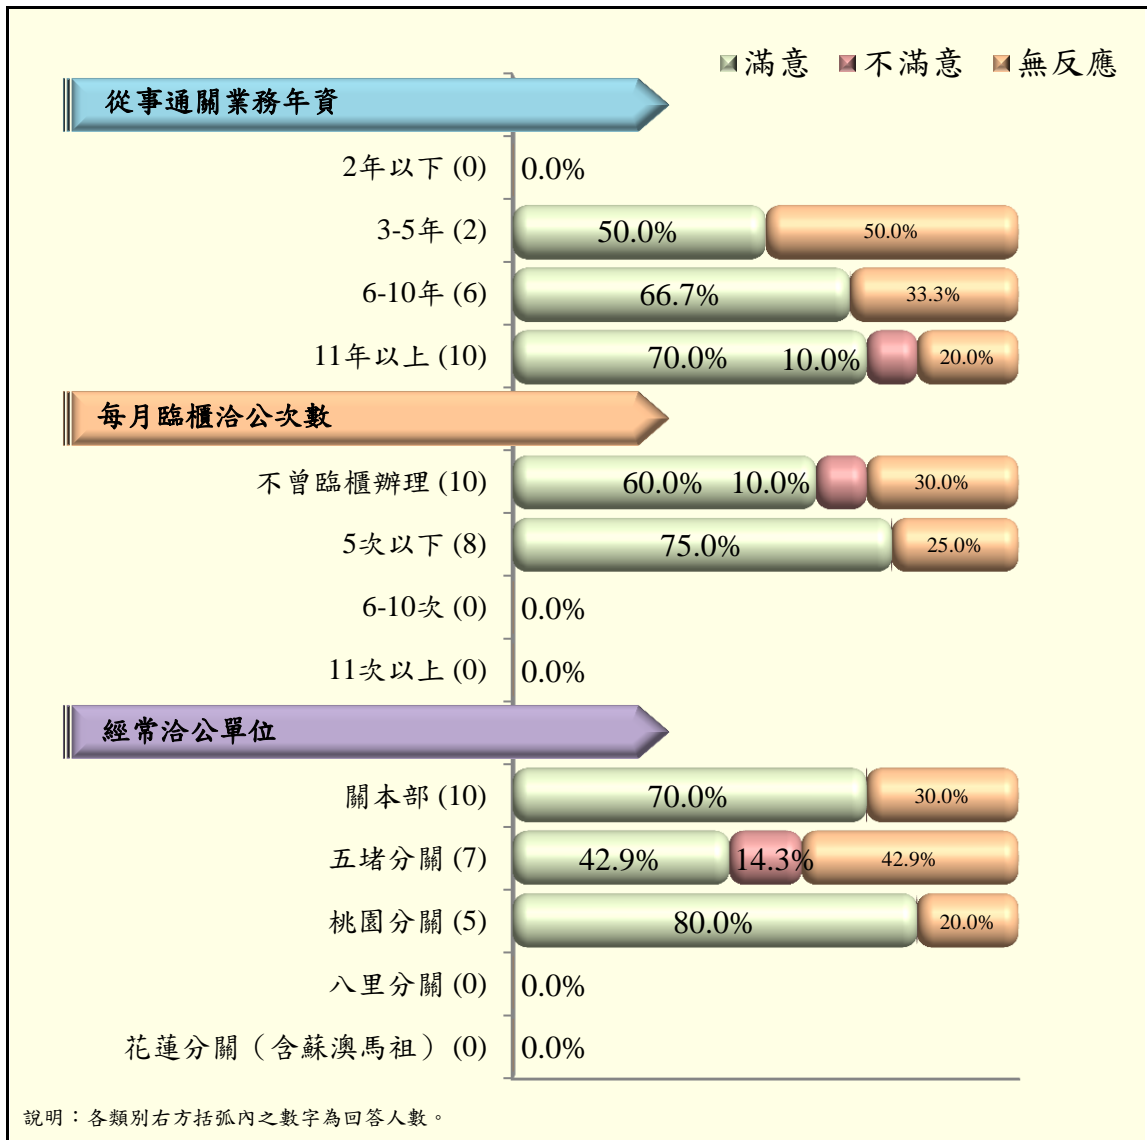 滿意 不滿意 無反應
從事通關業務年資
2年以下 (0) 0.0%
3-5年 (2) 50.0% 50.0%
6-10年 (6) 66.7% 33.3%
11年以上 (10) 70.0% 10.0% 20.0%
每月臨櫃洽公次數
不曾臨櫃辦理 (10) 60.0% 10.0% 30.0%
5次以下 (8) 75.0% 25.0%
6-10次 (0) 0.0%
11次以上 (0) 0.0%
經常洽公單位
關本部 (10) 70.0% 30.0%
五堵分關 (7) 42.9% 14.3% 42.9%
桃園分關 (5) 80.0% 20.0%
八里分關 (0) 0.0%
花蓮分關（含蘇澳馬祖） (0) 0.0%
說明：各類別右方括弧內之數字為回答人數。